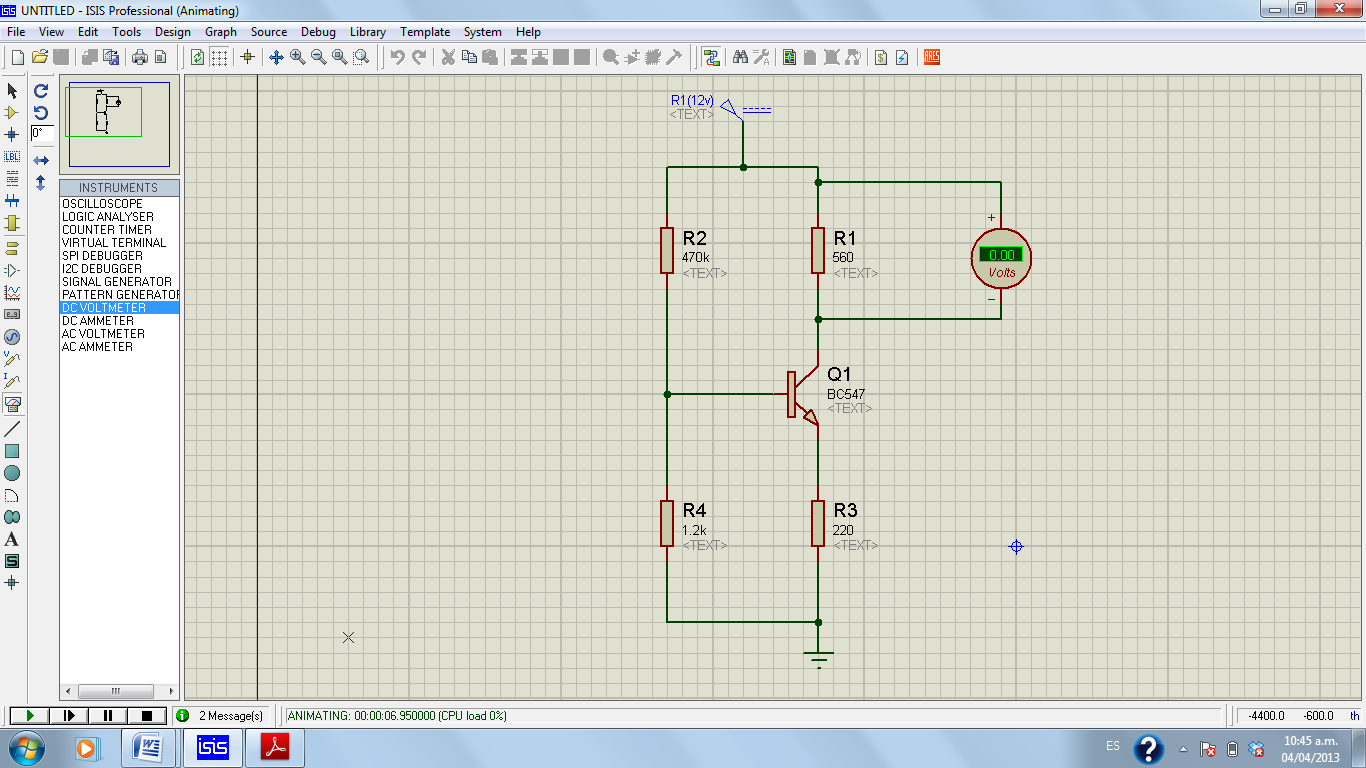 UNTITLED - ISIS Professional (Animating)
File View Edit Tools Design Graph Source Debug Library Template System Help
ARES
LBL
0°
A
S
INSTRUMENTS
OSCILLOSCOPE
LOGIC ANALYSER
COUNTER TIMER
VIRTUAL TERMINAL
SPI DEBUGGER
I2C DEBUGGER
SIGNAL GENERATOR
PATTERN GENERATOR
DC VOLTMETER
DC AMMETER
AC VOLTMETER
AC AMMETER
R1(12v)
<TEXT>
R2
470k
<TEXT>
R1
560
<TEXT>
+
0.00
Volts
−
Q1
BC547
<TEXT>
R4
1.2k
<TEXT>
R3
220
<TEXT>
2 Message(s)
ANIMATING: 00:00:06.950000 (CPU load 0%)
-4400.0 -600.0 th
isis
ES
10:45 a.m.
04/04/2013